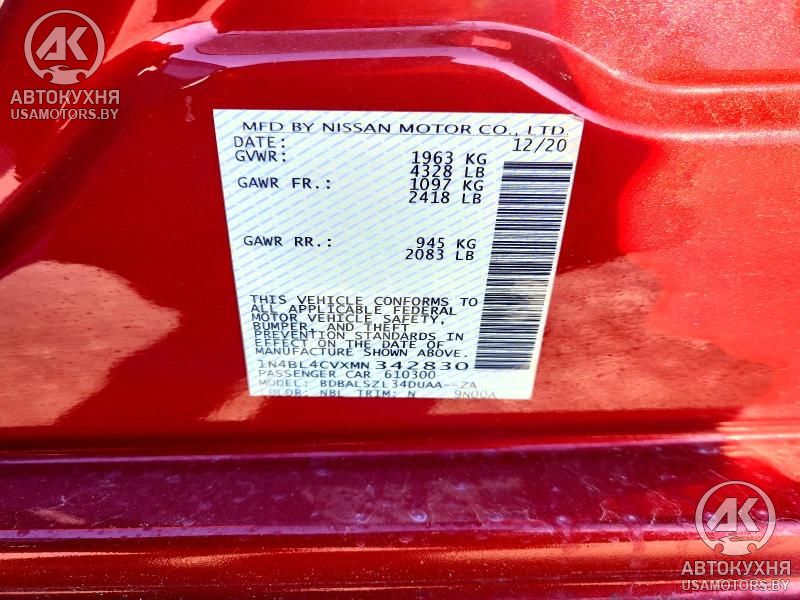 АК
АВТОКУХНЯ
USAMOTORS.BY
MFD BY NISSAN MOTOR CO., LTD.
DATE: 12/20
GVWR: 1963 KG
4328 LB
GAWR FR.: 1097 KG
2418 LB
GAWR RR.: 945 KG
2083 LB
THIS VEHICLE CONFORMS TO
ALL APPLICABLE FEDERAL
MOTOR VEHICLE SAFETY,
BUMPER, AND THEFT
PREVENTION STANDARDS IN
EFFECT ON THE DATE OF
MANUFACTURE SHOWN ABOVE.
1N4BL4CVXMN342830
PASSENGER CAR 610300
MODEL: BDBALSZL34DUAA--ZA
COLOR: NBL TRIM: N 9N00A
АК
АВТОКУХНЯ
USAMOTORS.BY